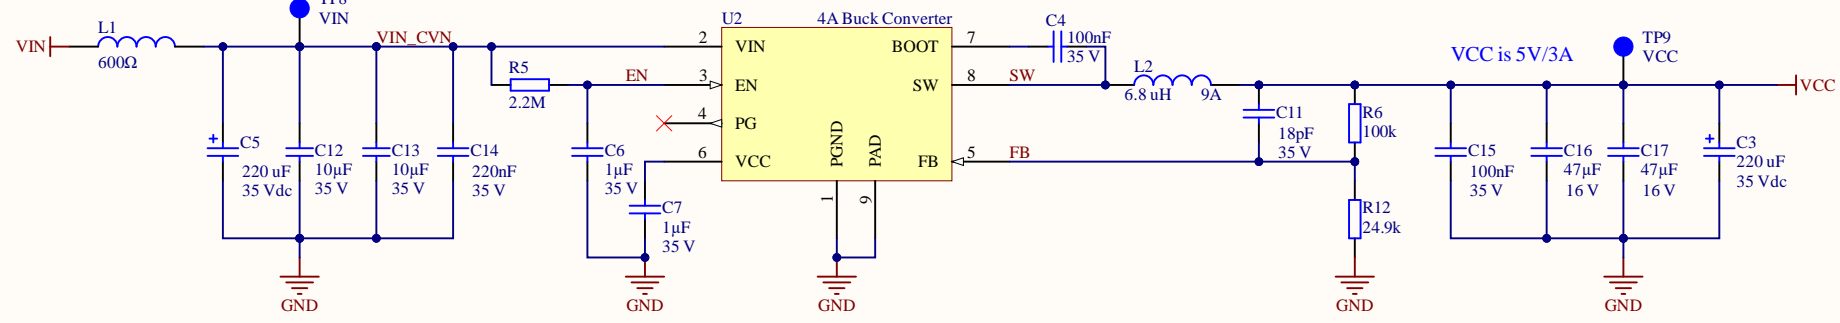 VIN
L1
600Ω
VIN
VIN_CVN
C5
220 uF
35 Vdc
C12
10µF
35 V
C13
10µF
35 V
C14
220nF
35 V
GND
R5
2.2M
EN
C6
1µF
35 V
C7
1µF
35 V
GND
U2
4A Buck Converter
2
VIN
3
EN
4
PG
6
VCC
PGND
PAD
BOOT
7
SW
8
FB
5
1
9
GND
C4
100nF
35 V
SW
L2
6.8 uH
9A
FB
C11
18pF
35 V
R6
100k
R12
24.9k
GND
VCC is 5V/3A
TP9
VCC
VCC
C15
100nF
35 V
C16
47µF
16 V
C17
47µF
16 V
C3
220 uF
35 Vdc
GND